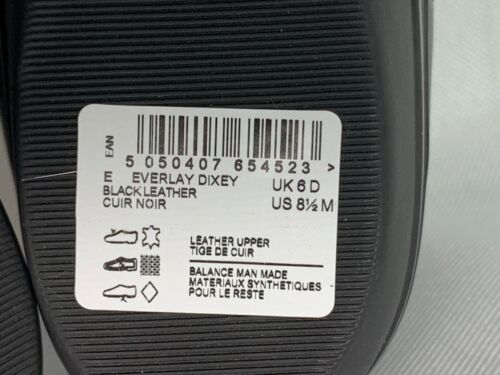 EAN
5 050407 654523 >
E EVERLAY DIXEY UK 6 D
BLACK LEATHER US 8½ M
CUIR NOIR
LEATHER UPPER
TIGE DE CUIR
BALANCE MAN MADE
MATERIAUX SYNTHETIQUES
POUR LE RESTE